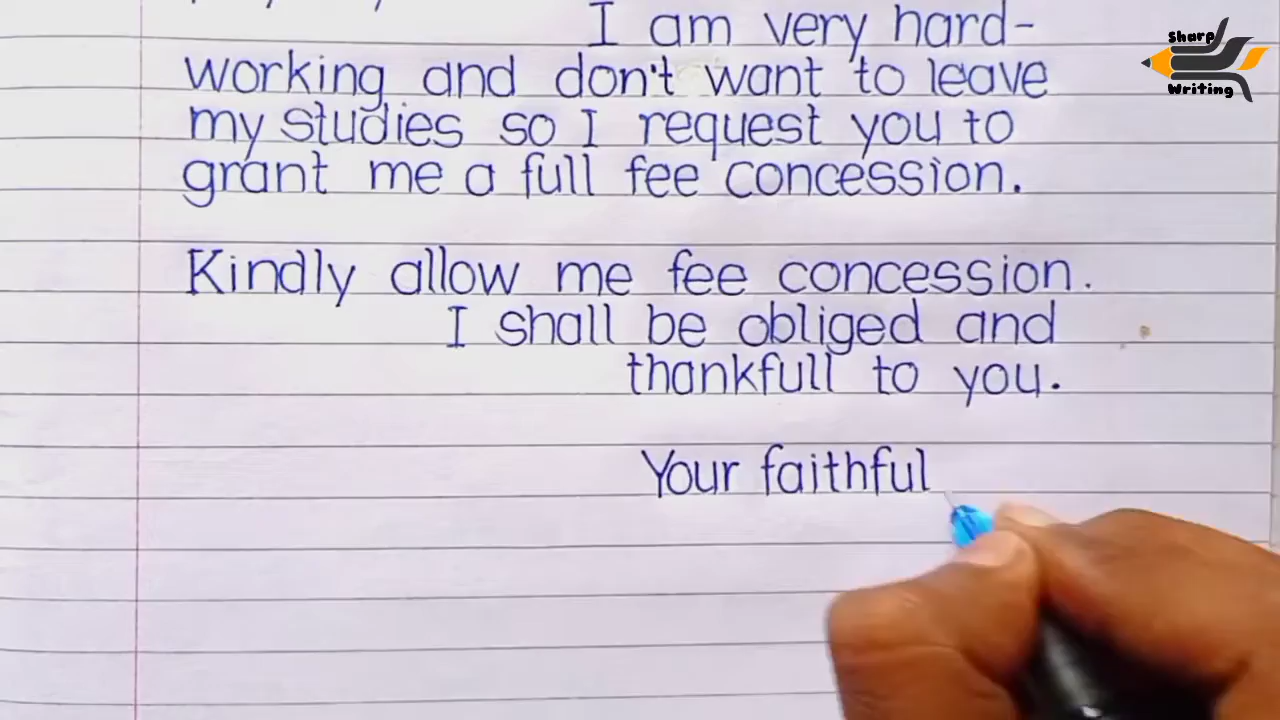 I am very hard-
working and don't want to leave
my studies so I request you to
grant me a full fee concession.
Kindly allow me fee concession.
I shall be obliged and
thankfull to you.
Your faithful
Sharp
Writing